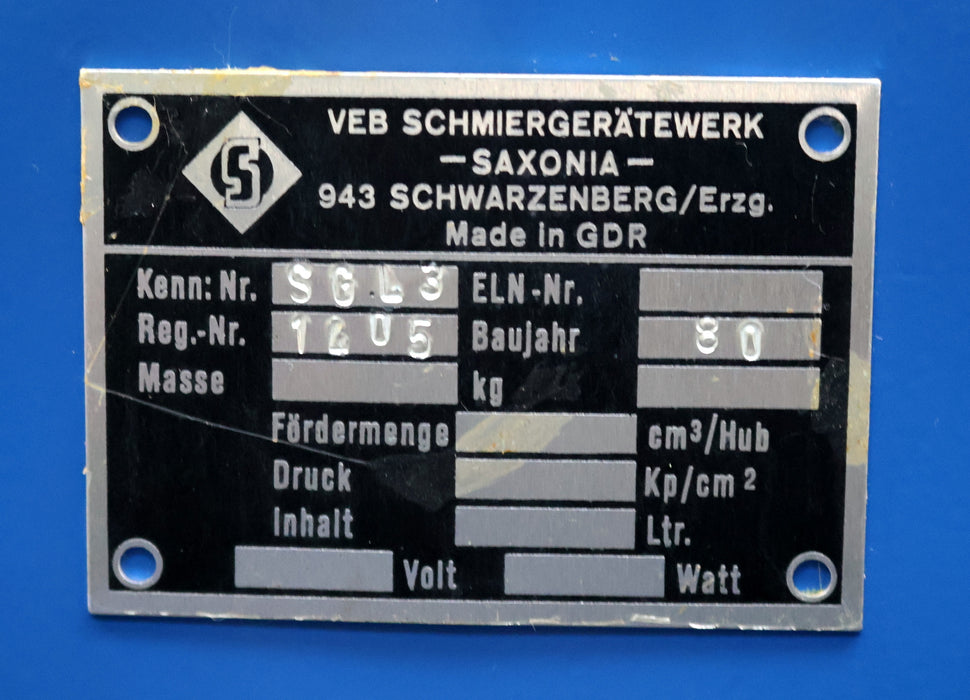 S
VEB SCHMIERGERÄTEWERK
—SAXONIA—
943 SCHWARZENBERG/Erzg.
Made in GDR
Kenn: Nr. SGL3 ELN-Nr.
Reg.-Nr. 1205 Baujahr 80
Masse kg
Fördermenge cm³/Hub
Druck Kp/cm²
Inhalt Ltr.
Volt Watt